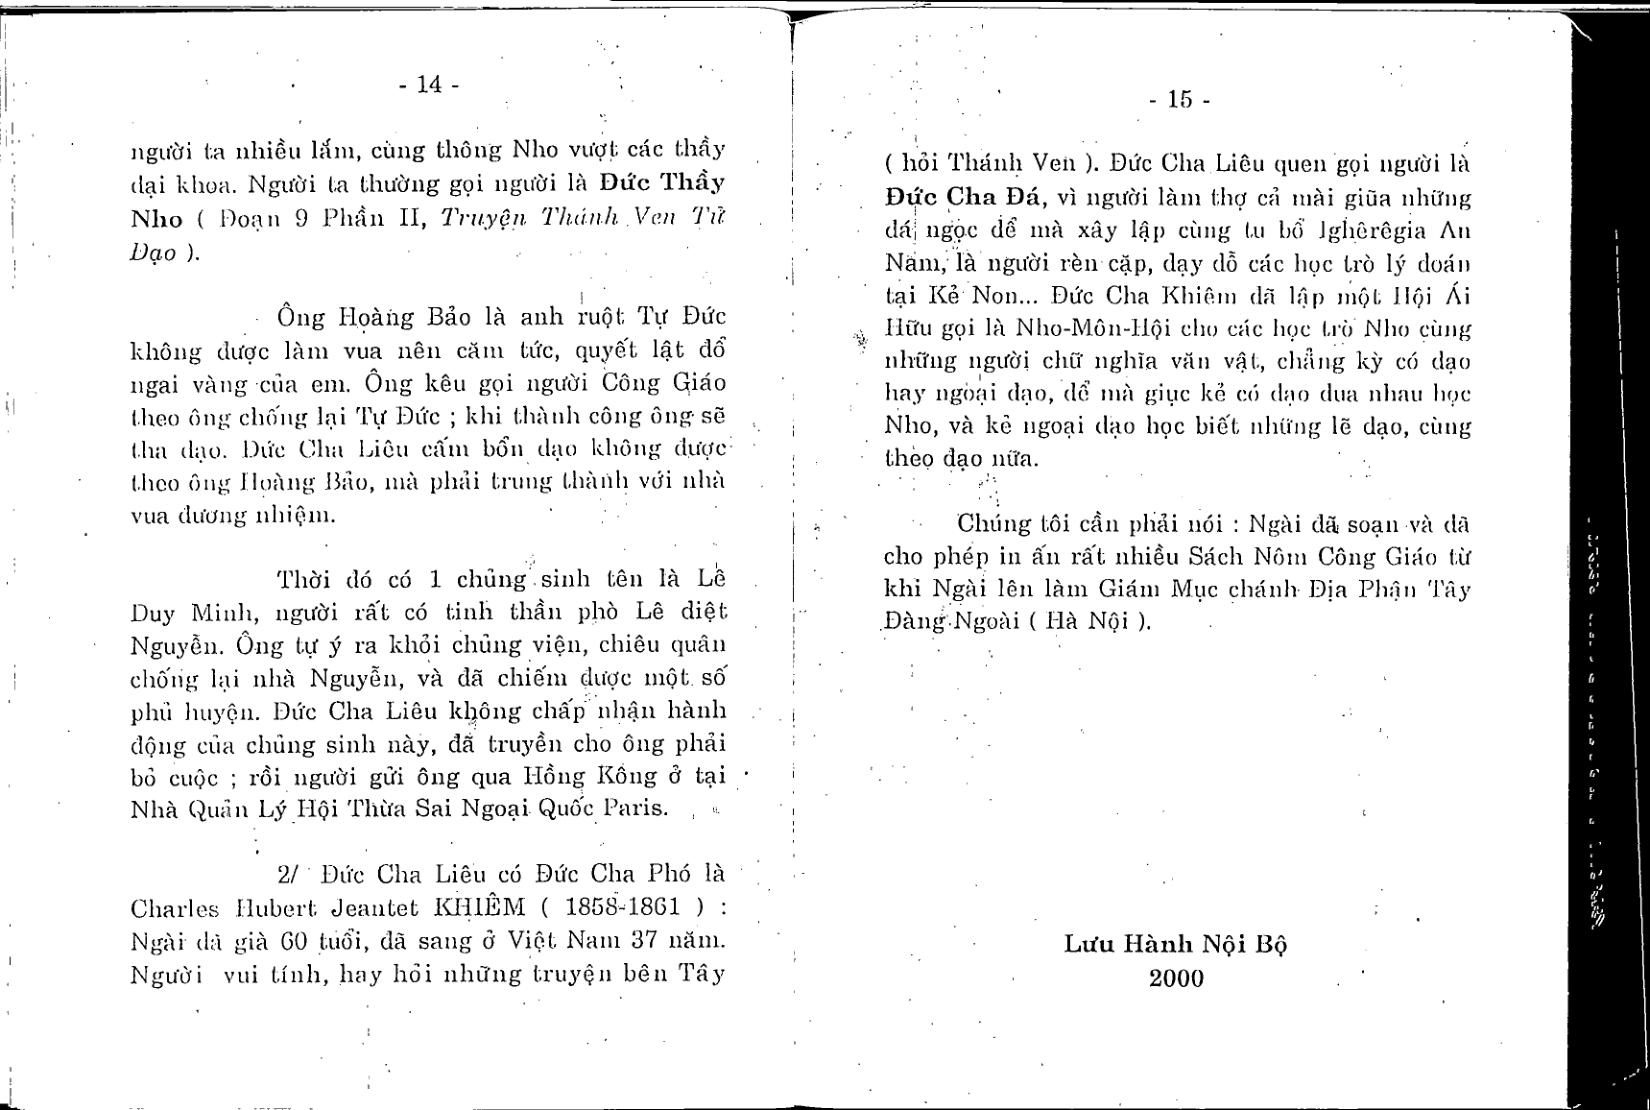 - 14 -
người ta nhiều lắm, cùng thông Nho vượt các thầy
đại khoa. Người ta thường gọi người là Đức Thầy
Nho ( Đoạn 9 Phần II, Truyện Thánh Ven Tử
Đạo ).
Ông Hoàng Bảo là anh ruột Tự Đức
không được làm vua nên căm tức, quyết lật đổ
ngai vàng của em. Ông kêu gọi người Công Giáo
theo ông chống lại Tự Đức ; khi thành công ông sẽ
tha đạo. Đức Cha Liêu cấm bổn đạo không được
theo ông Hoàng Bảo, mà phải trung thành với nhà
vua đương nhiệm.
Thời đó có 1 chủng sinh tên là Lê
Duy Minh, người rất có tinh thần phò Lê diệt
Nguyễn. Ông tự ý ra khỏi chủng viện, chiêu quân
chống lại nhà Nguyễn, và đã chiếm được một số
phủ huyện. Đức Cha Liêu không chấp nhận hành
động của chủng sinh này, đã truyền cho ông phải
bỏ cuộc ; rồi người gửi ông qua Hồng Kông ở tại
Nhà Quản Lý Hội Thừa Sai Ngoại Quốc Paris.
2/ Đức Cha Liêu có Đức Cha Phó là
Charles Hubert Jeantet KHIÊM ( 1858-1861 ) :
Ngài đã già 60 tuổi, đã sang ở Việt Nam 37 năm.
Người vui tính, hay hỏi những truyện bên Tây
- 15 -
( hỏi Thánh Ven ). Đức Cha Liêu quen gọi người là
Đức Cha Đá, vì người làm thợ cả mài giũa những
đá ngọc để mà xây lập cùng tu bổ Ighêrêgia An
Nam, là người rèn cặp, dạy dỗ các học trò lý đoán
tại Kẻ Non... Đức Cha Khiêm đã lập một Hội Ái
Hữu gọi là Nho-Môn-Hội cho các học trò Nho cùng
những người chữ nghĩa văn vật, chẳng kỳ có đạo
hay ngoại đạo, để mà giục kẻ có đạo đua nhau học
Nho, và kẻ ngoại đạo học biết những lẽ đạo, cùng
theo đạo nữa.
Chúng tôi cần phải nói : Ngài đã soạn và đã
cho phép in ấn rất nhiều Sách Nôm Công Giáo từ
khi Ngài lên làm Giám Mục chánh Địa Phận Tây
Đàng Ngoài ( Hà Nội ).
Lưu Hành Nội Bộ
2000